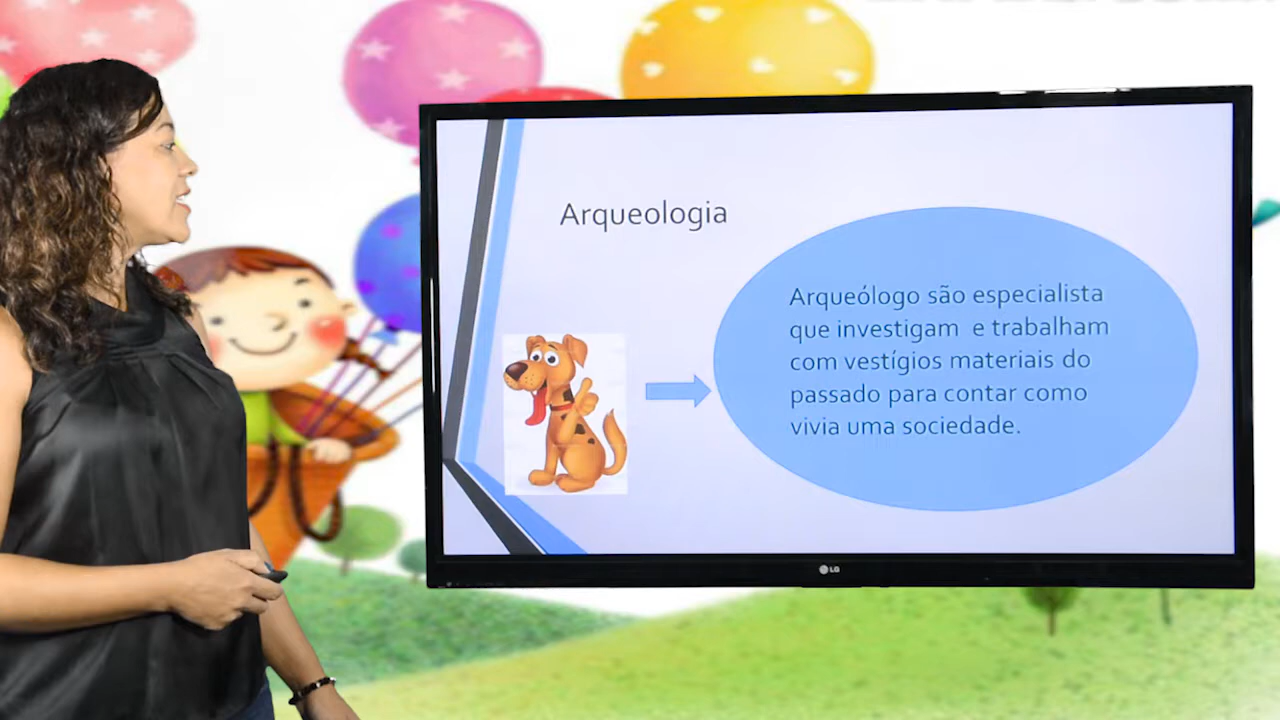 Arqueologia
Arqueólogo são especialista
que investigam e trabalham
com vestígios materiais do
passado para contar como
vivia uma sociedade.
LG